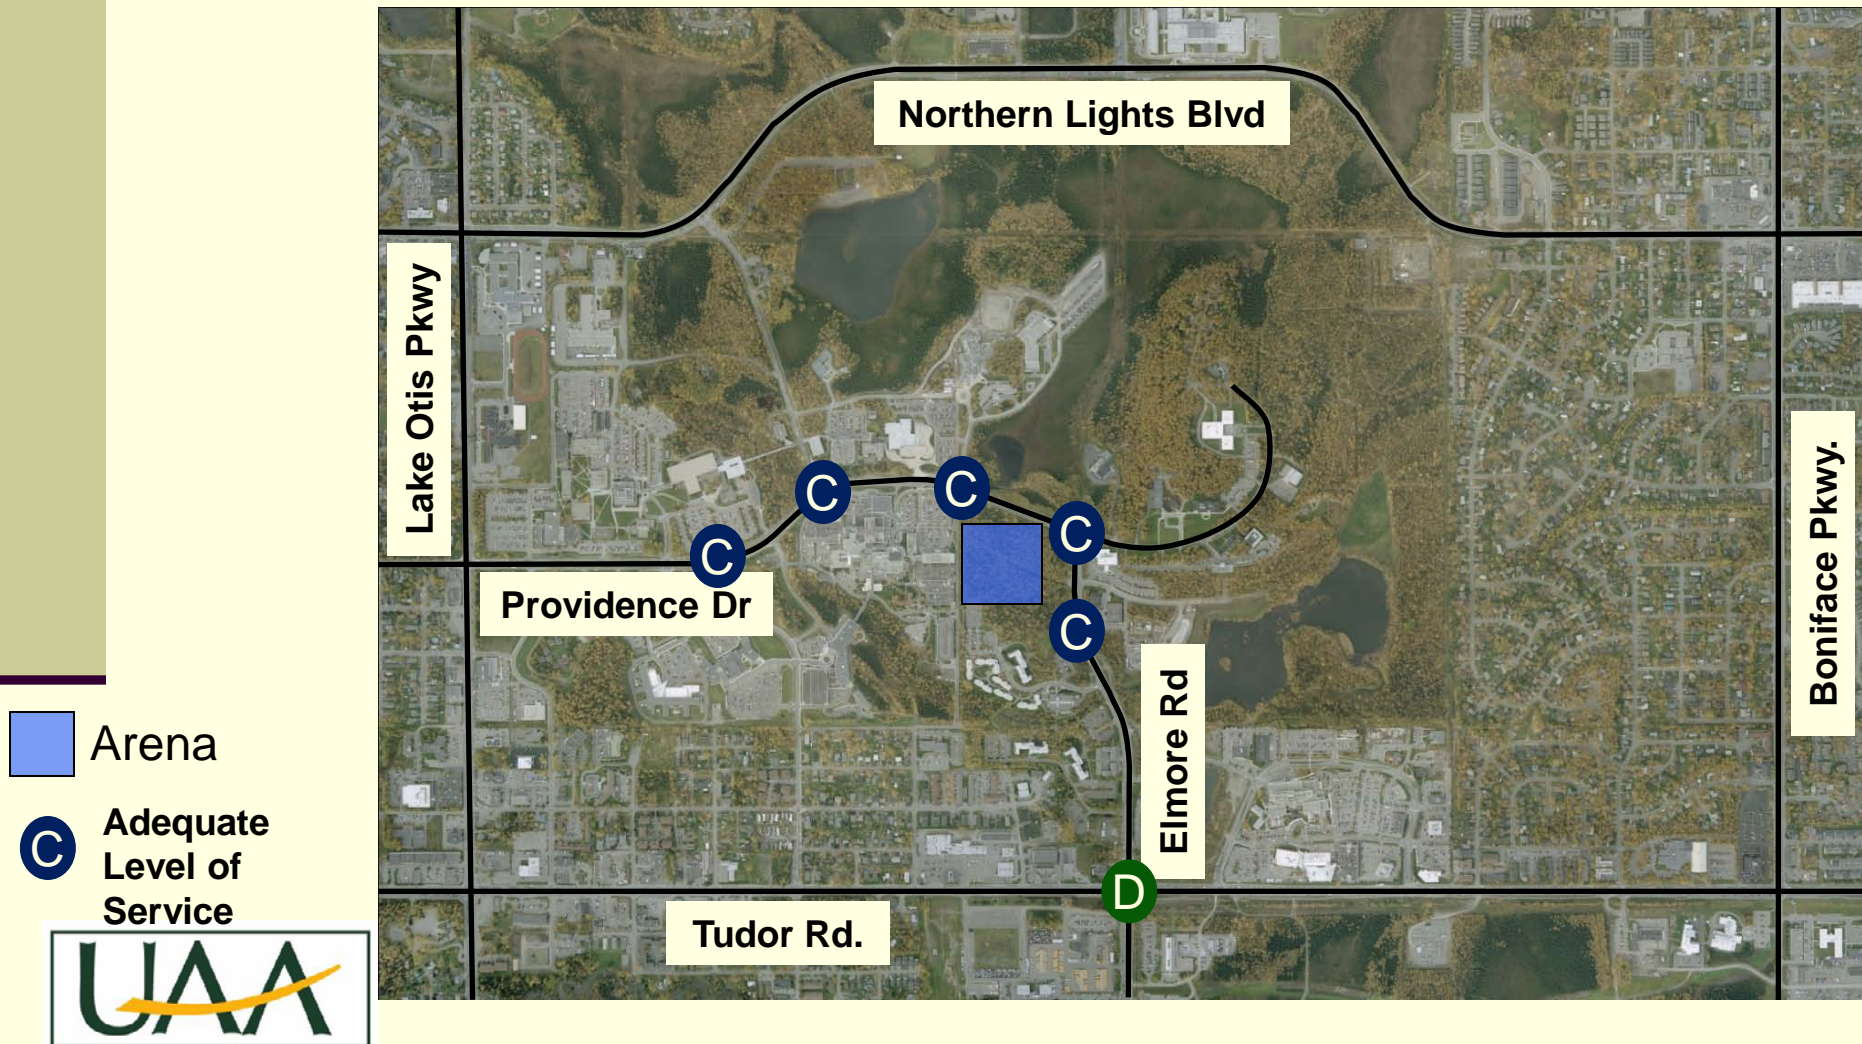 Northern Lights Blvd
Lake Otis Pkwy
C
C
C
C
C
Providence Dr
Boniface Pkwy.
Elmore Rd
D
Tudor Rd.
Arena
C
Adequate
Level of
Service
UAA